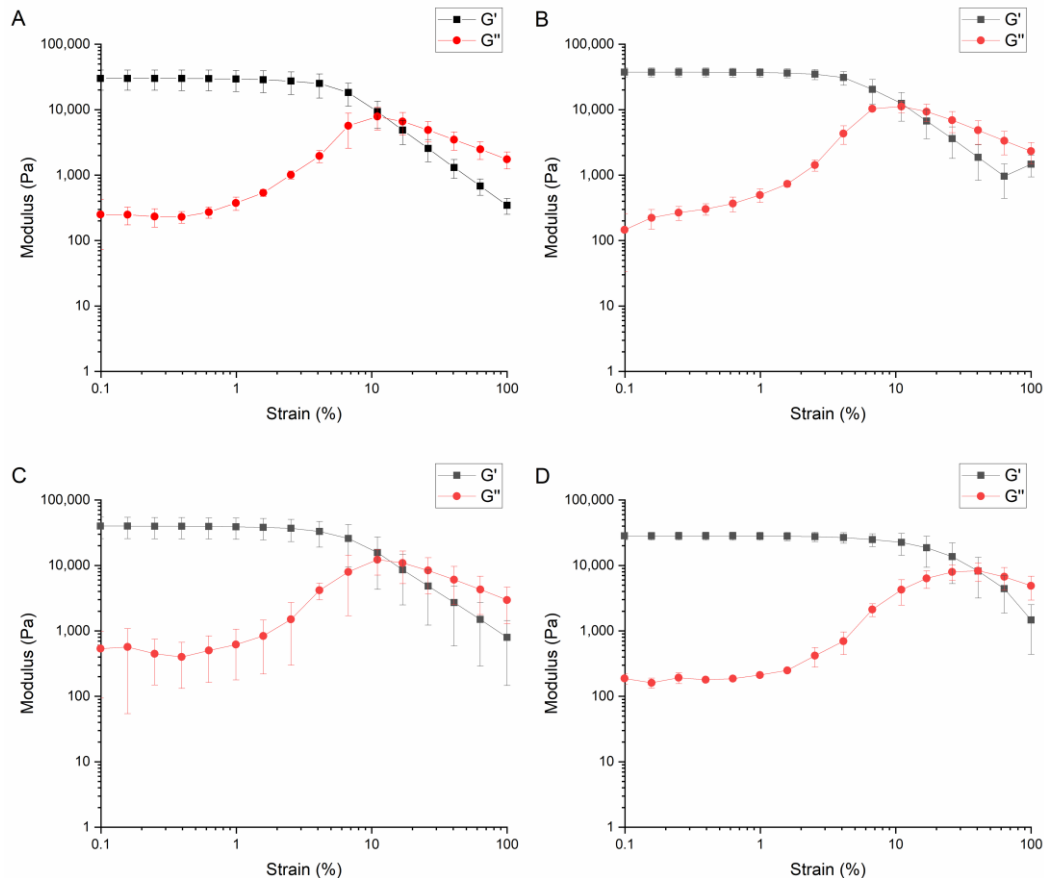 A
G'
G''
100,000
10,000
1,000
100
10
1
Modulus (Pa)
0.1
1
10
100
Strain (%)
B
G'
G''
100,000
10,000
1,000
100
10
1
Modulus (Pa)
0.1
1
10
100
Strain (%)
C
G'
G''
100,000
10,000
1,000
100
10
1
Modulus (Pa)
0.1
1
10
100
Strain (%)
D
G'
G''
100,000
10,000
1,000
100
10
1
Modulus (Pa)
0.1
1
10
100
Strain (%)